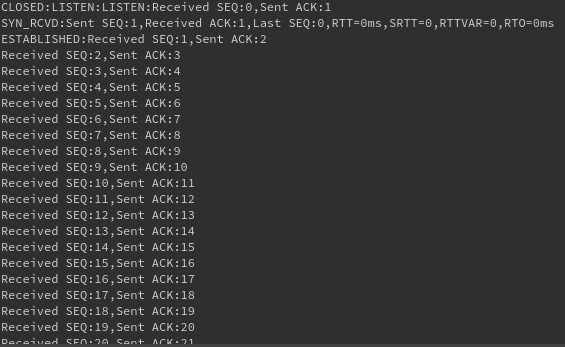 CLOSED:LISTEN:LISTEN:Received SEQ:0,Sent ACK:1
SYN_RCVD:Sent SEQ:1,Received ACK:1,Last SEQ:0,RTT=0ms,SRTT=0,RTTVAR=0,RTO=0ms
ESTABLISHED:Received SEQ:1,Sent ACK:2
Received SEQ:2,Sent ACK:3
Received SEQ:3,Sent ACK:4
Received SEQ:4,Sent ACK:5
Received SEQ:5,Sent ACK:6
Received SEQ:6,Sent ACK:7
Received SEQ:7,Sent ACK:8
Received SEQ:8,Sent ACK:9
Received SEQ:9,Sent ACK:10
Received SEQ:10,Sent ACK:11
Received SEQ:11,Sent ACK:12
Received SEQ:12,Sent ACK:13
Received SEQ:13,Sent ACK:14
Received SEQ:14,Sent ACK:15
Received SEQ:15,Sent ACK:16
Received SEQ:16,Sent ACK:17
Received SEQ:17,Sent ACK:18
Received SEQ:18,Sent ACK:19
Received SEQ:19,Sent ACK:20
Received SEQ:20,Sent ACK:21